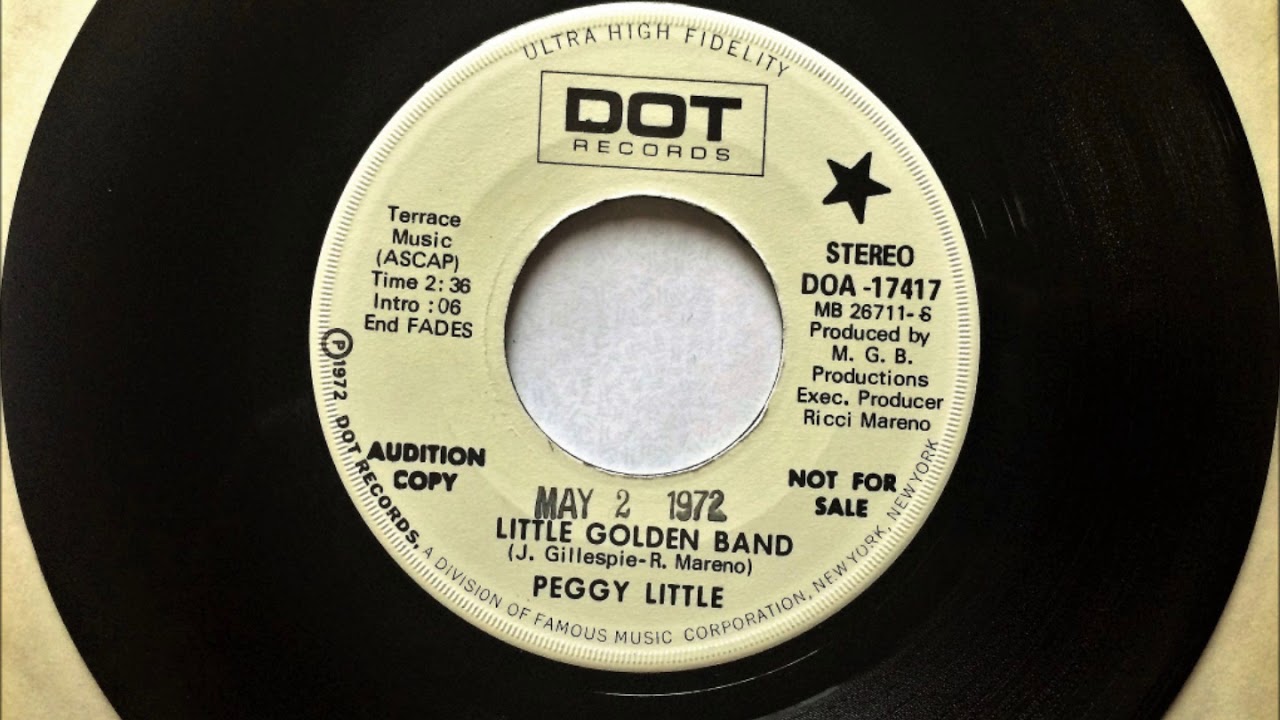 ULTRA HIGH FIDELITY
DOT
RECORDS
Terrace
Music
(ASCAP)
Time 2:36
Intro :06
End FADES
STEREO
DOA -17417
MB 26711-S
Produced by
M. G. B.
Productions
Exec. Producer
Ricci Mareno
AUDITION
COPY
NOT FOR
SALE
MAY 2 1972
LITTLE GOLDEN BAND
(J. Gillespie-R. Mareno)
PEGGY LITTLE
Ⓟ1972 DOT RECORDS, A DIVISION OF FAMOUS MUSIC CORPORATION, NEW YORK, NEW YORK